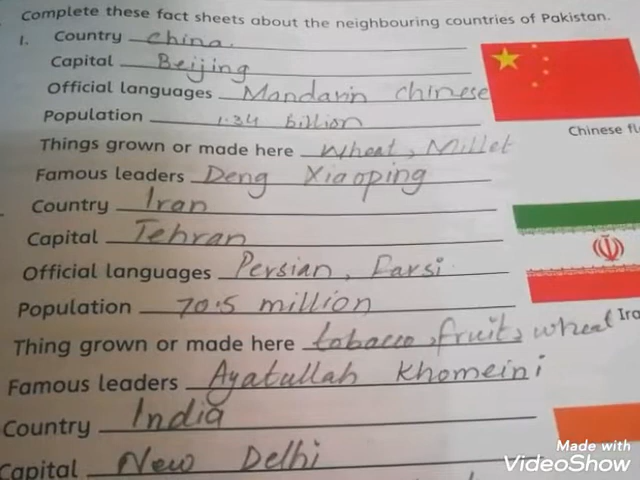 Complete these fact sheets about the neighbouring countries of Pakistan.
1. Country China.
Capital Beijing
Official languages Mandarin chinese
Population 1.34 billion
Things grown or made here wheat, Millet
Chinese fl
Famous leaders Deng Xiaoping
Country Iran
Capital Tehran
Official languages Persian, Farsi
Population 70.5 million
Thing grown or made here tobacco, fruit, wheat
Ira
Famous leaders Ayatullah Khomeini
Country India
Capital New Delhi
Made with
VideoShow